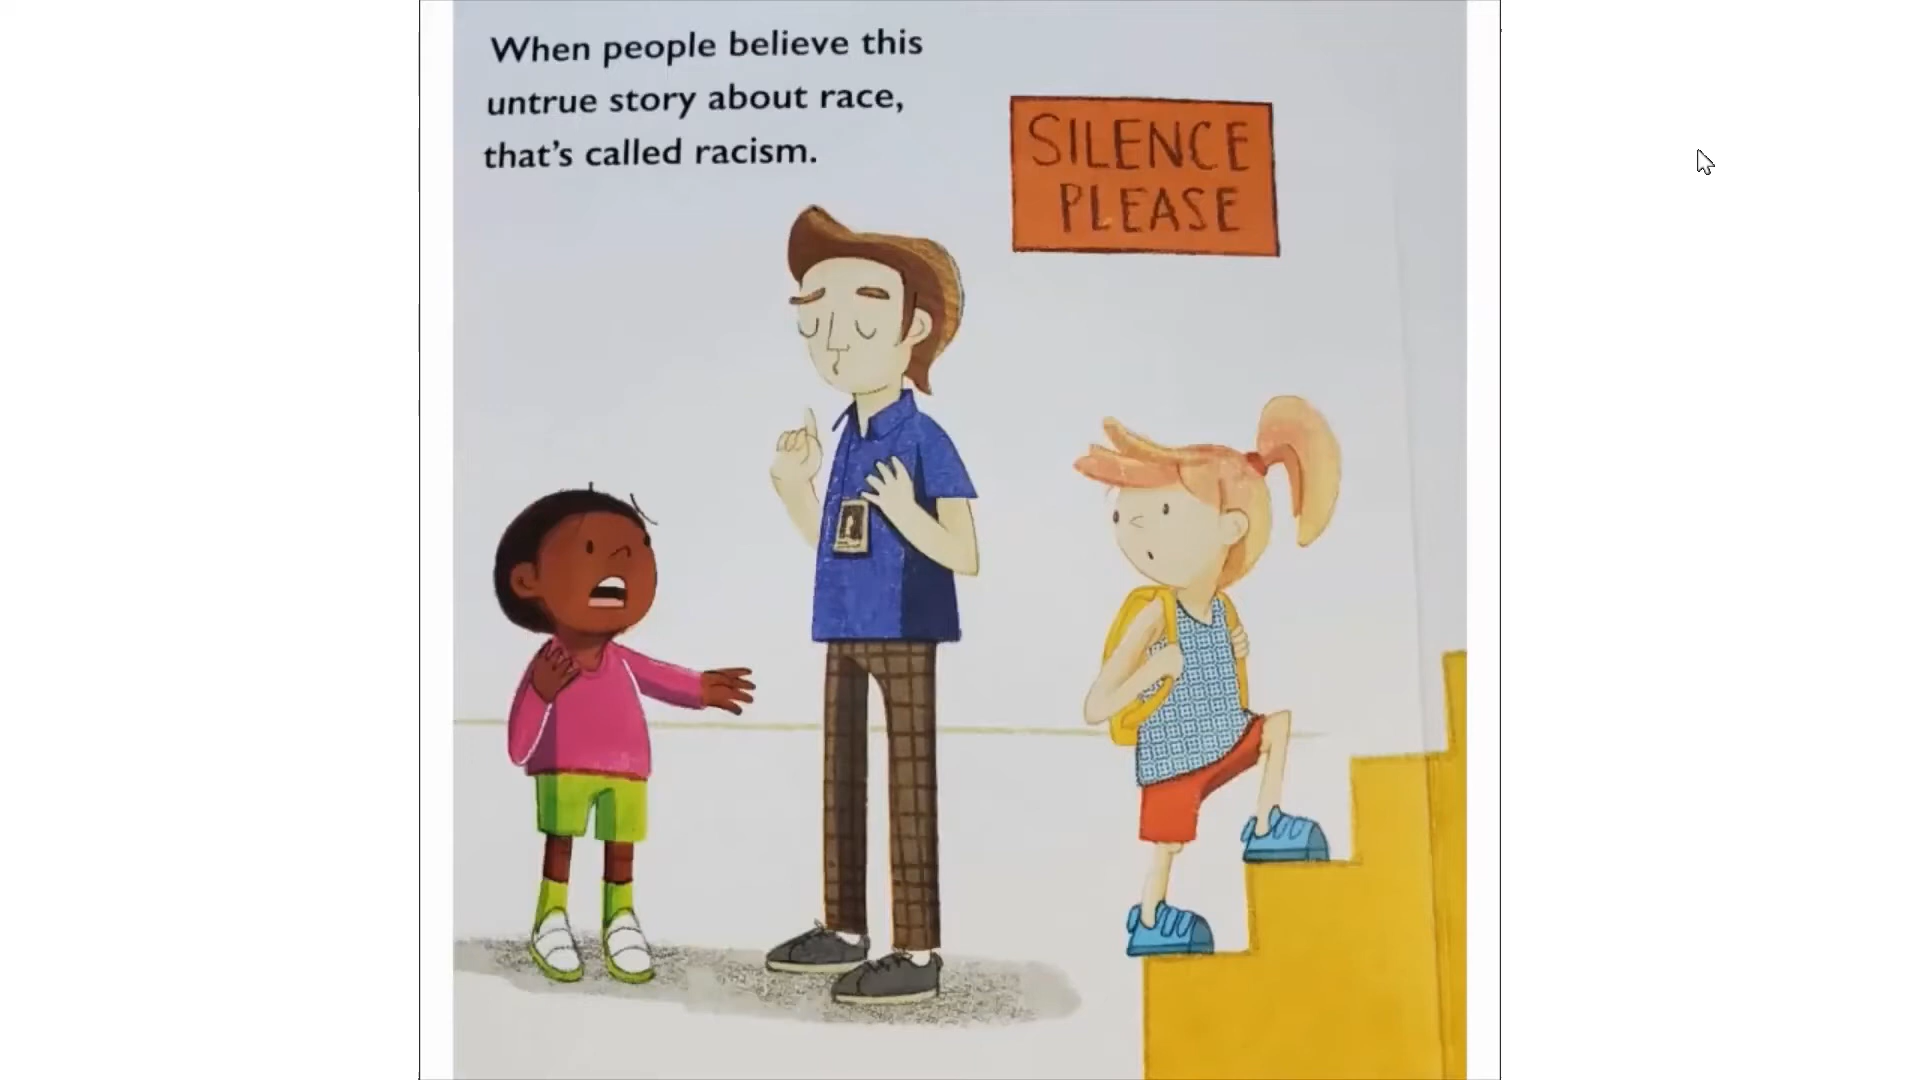 When people believe this
untrue story about race,
that's called racism.
SILENCE
PLEASE